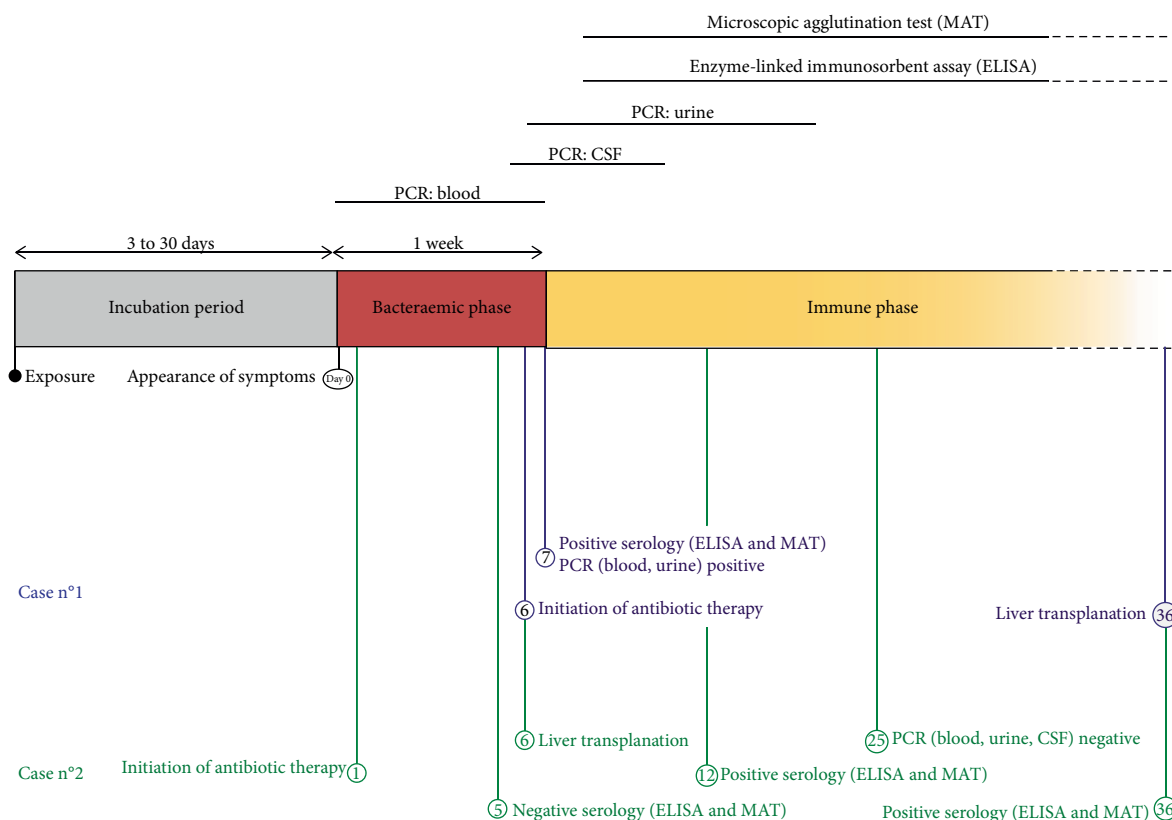 Microscopic agglutination test (MAT)
Enzyme-linked immunosorbent assay (ELISA)
PCR: urine
PCR: CSF
PCR: blood
3 to 30 days
1 week
Incubation period
Bacteraemic phase
Immune phase
Exposure
Appearance of symptoms
Day 0
7
Positive serology (ELISA and MAT)
PCR (blood, urine) positive
Case n°1
6 Initiation of antibiotic therapy
Liver transplanation 36
6 Liver transplanation
25 PCR (blood, urine, CSF) negative
Case n°2
Initiation of antibiotic therapy 1
12 Positive serology (ELISA and MAT)
5 Negative serology (ELISA and MAT)
Positive serology (ELISA and MAT) 36